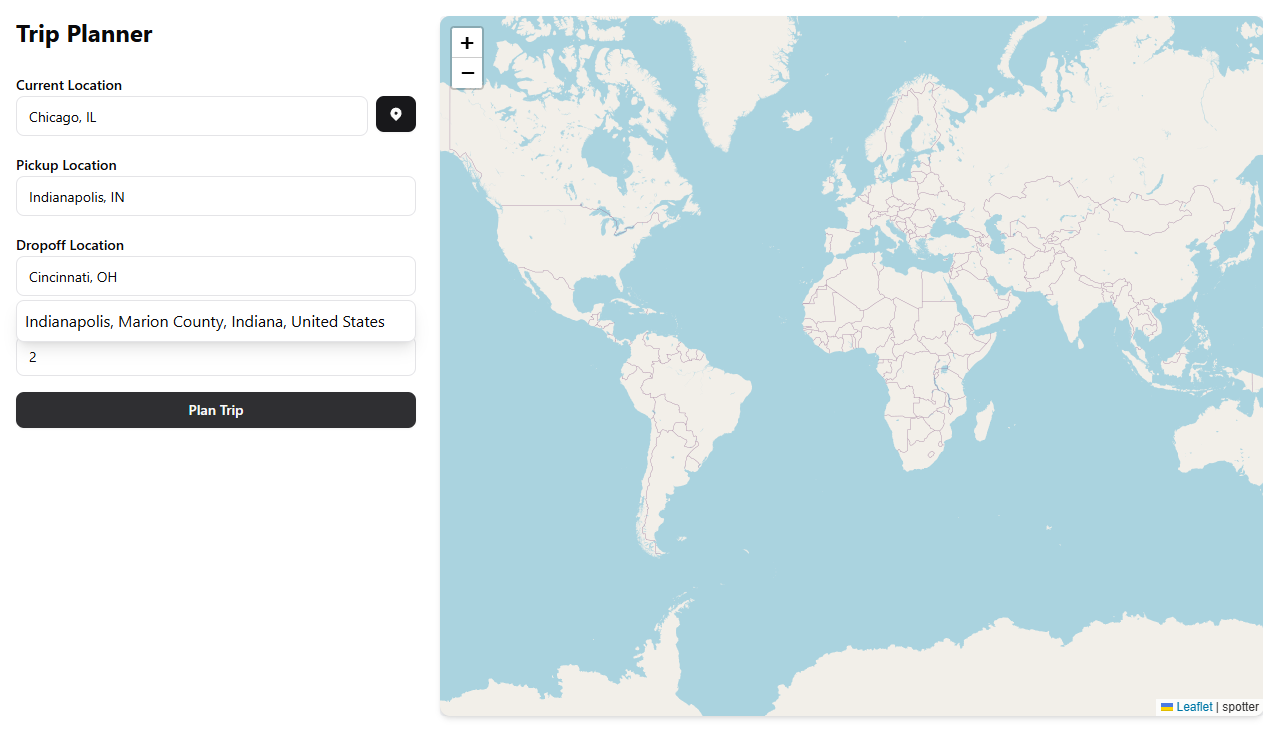 Trip Planner
Current Location
Chicago, IL
Pickup Location
Indianapolis, IN
Dropoff Location
Cincinnati, OH
Indianapolis, Marion County, Indiana, United States
2
Plan Trip
+
−
Leaflet | spotter